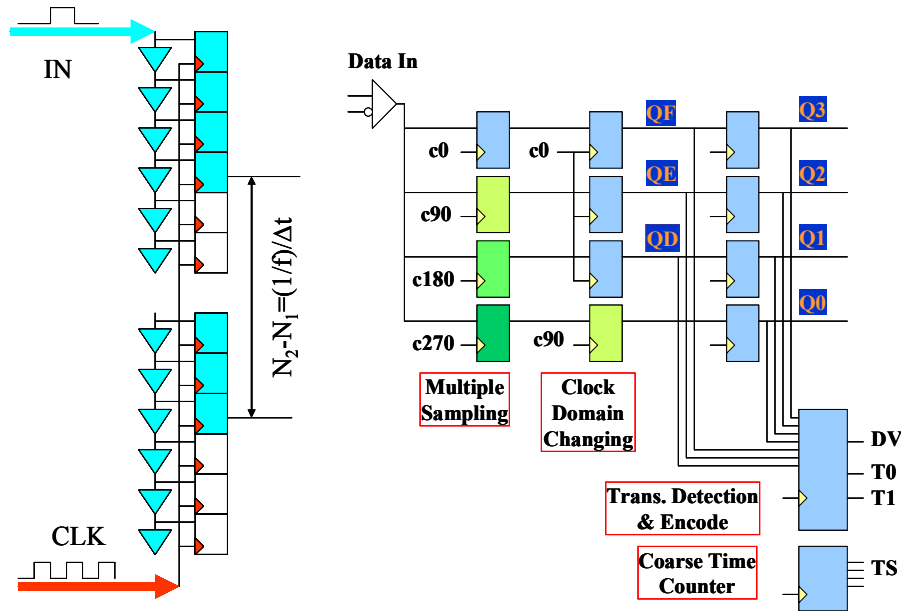 IN
N₂-N₁=(1/f)/Δt
CLK
Data In
QF
Q3
c0
c0
QE
Q2
c90
QD
Q1
c180
Q0
c270
c90
Multiple
Sampling
Clock
Domain
Changing
DV
T0
T1
Trans. Detection
& Encode
Coarse Time
Counter
TS